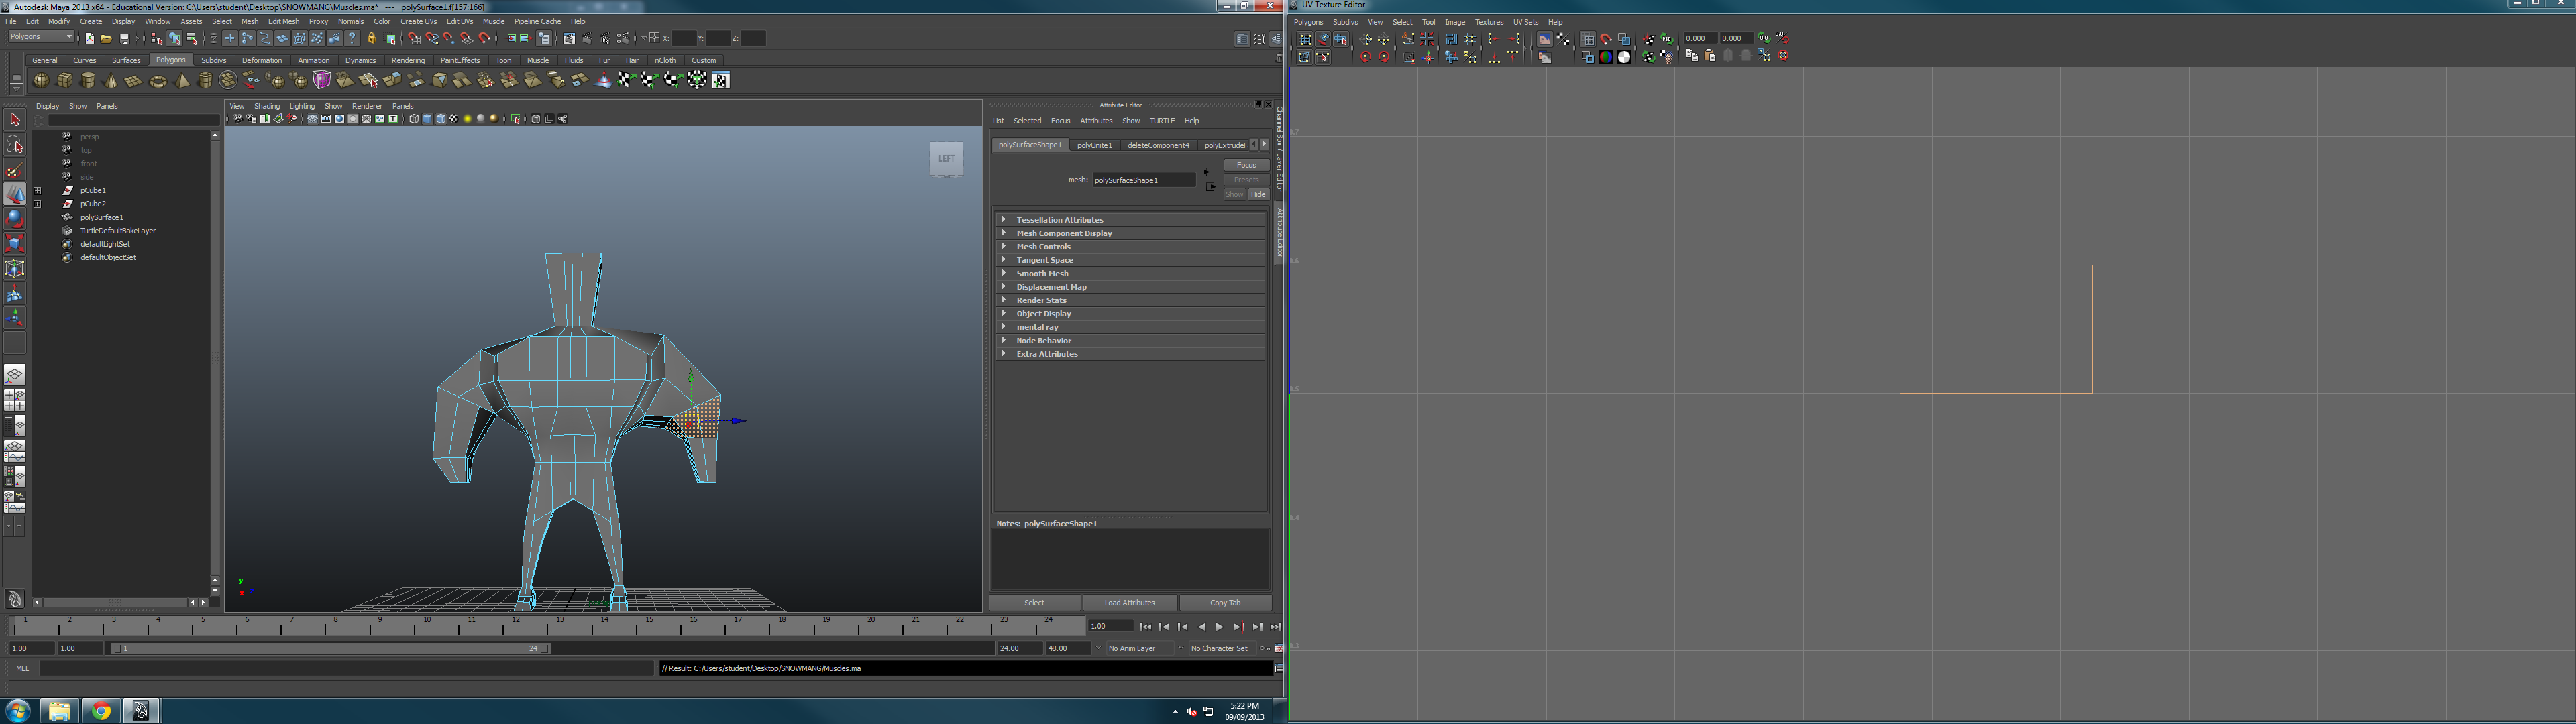 Autodesk Maya 2013 x64 - Educational Version: C:\Users\student\Desktop\SNOWMANG\Muscles.ma* --- polySurface1.f[157:166]
File Edit Modify Create Display Window Assets Select Mesh Edit Mesh Proxy Normals Color Create UVs Edit UVs Muscle Pipeline Cache Help
Polygons
X: Y: Z:
General Curves Surfaces Polygons Subdivs Deformation Animation Dynamics Rendering PaintEffects Toon Muscle Fluids Fur Hair nCloth Custom
Display Show Panels
persp
top
front
side
pCube1
pCube2
polySurface1
TurtleDefaultBakeLayer
defaultLightSet
defaultObjectSet
View Shading Lighting Show Renderer Panels
LEFT
y
Attribute Editor
List Selected Focus Attributes Show TURTLE Help
polySurfaceShape1 polyUnite1 deleteComponent4 polyExtrudeF
Focus
mesh: polySurfaceShape1
Presets
Show Hide
Tessellation Attributes
Mesh Component Display
Mesh Controls
Tangent Space
Smooth Mesh
Displacement Map
Render Stats
Object Display
mental ray
Node Behavior
Extra Attributes
Notes: polySurfaceShape1
Select Load Attributes Copy Tab
Channel Box / Layer Editor
Attribute Editor
1 2 3 4 5 6 7 8 9 10 11 12 13 14 15 16 17 18 19 20 21 22 23 24
1.00
1.00 1.00 1 24 24.00 48.00 No Anim Layer No Character Set
MEL // Result: C:/Users/student/Desktop/SNOWMANG/Muscles.ma
5:22 PM
09/09/2013
UV Texture Editor
Polygons Subdivs View Select Tool Image Textures UV Sets Help
0.000 0.000